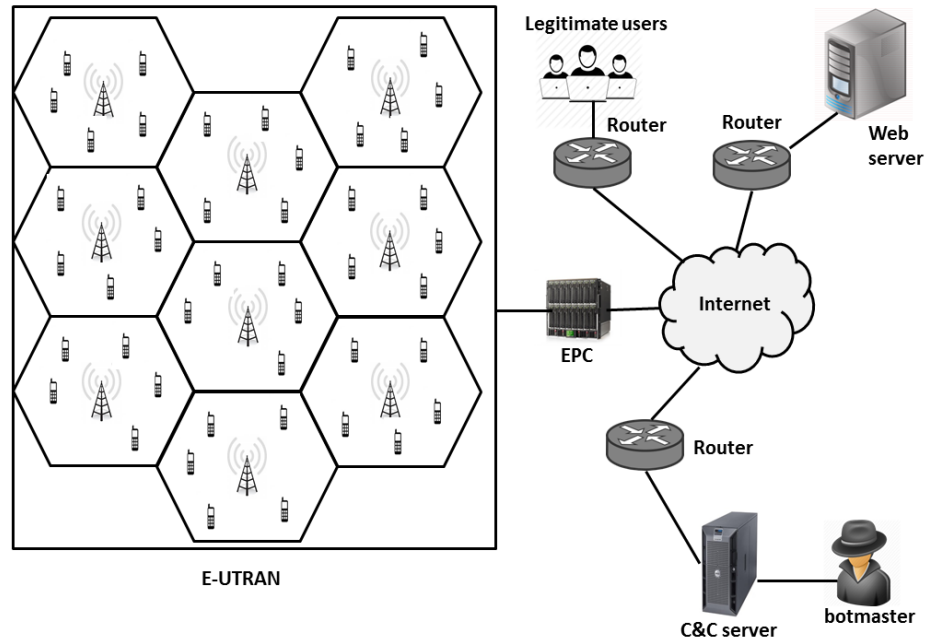 Legitimate users
Router
Router
Web
server
Internet
EPC
Router
E-UTRAN
C&C server
botmaster